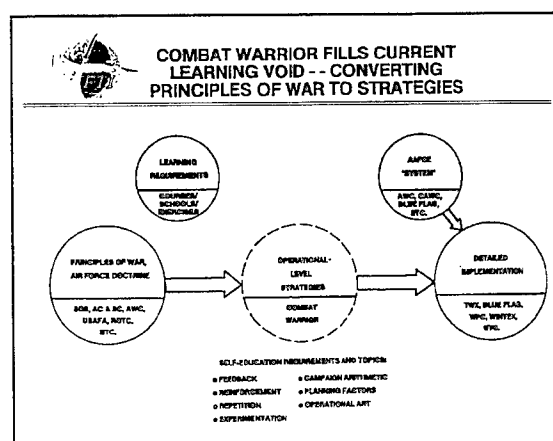 COMBAT WARRIOR FILLS CURRENT
LEARNING VOID -- CONVERTING
PRINCIPLES OF WAR TO STRATEGIES
LEARNING
REQUIREMENTS
COURSES/
SCHOOLS/
EXERCISES
"SYSTEM"
AWC, CAWC,
BLUE FLAG,
ETC.
PRINCIPLES OF WAR,
AIR FORCE DOCTRINE
SOS, AC & SC, AWC,
USAFA, ROTC,
ETC.
OPERATIONAL-
LEVEL
STRATEGIES
COMBAT
WARRIOR
DETAILED
IMPLEMENTATION
TWX, BLUE FLAG,
WPC, WINTEX,
ETC.
SELF-EDUCATION REQUIREMENTS AND TOPICS
• FEEDBACK
• REINFORCEMENT
• REPETITION
• EXPERIMENTATION
• CAMPAIGN ARITHMETIC
• PLANNING FACTORS
• OPERATIONAL ART